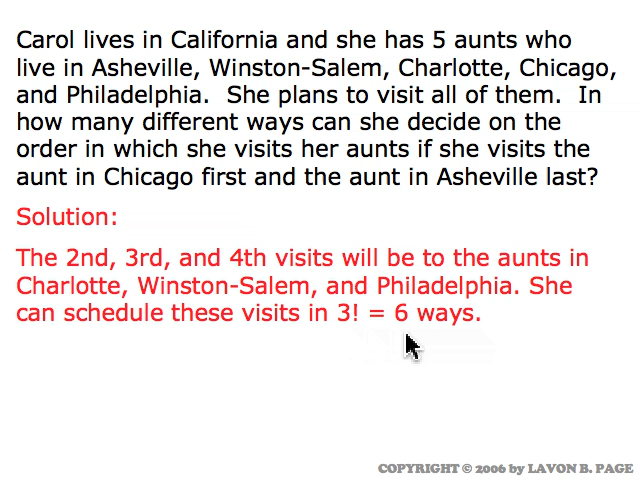 Carol lives in California and she has 5 aunts who
live in Asheville, Winston-Salem, Charlotte, Chicago,
and Philadelphia.  She plans to visit all of them.  In
how many different ways can she decide on the
order in which she visits her aunts if she visits the
aunt in Chicago first and the aunt in Asheville last?
Solution:
The 2nd, 3rd, and 4th visits will be to the aunts in
Charlotte, Winston-Salem, and Philadelphia. She
can schedule these visits in 3! = 6 ways.
COPYRIGHT © 2006 by LAVON B. PAGE